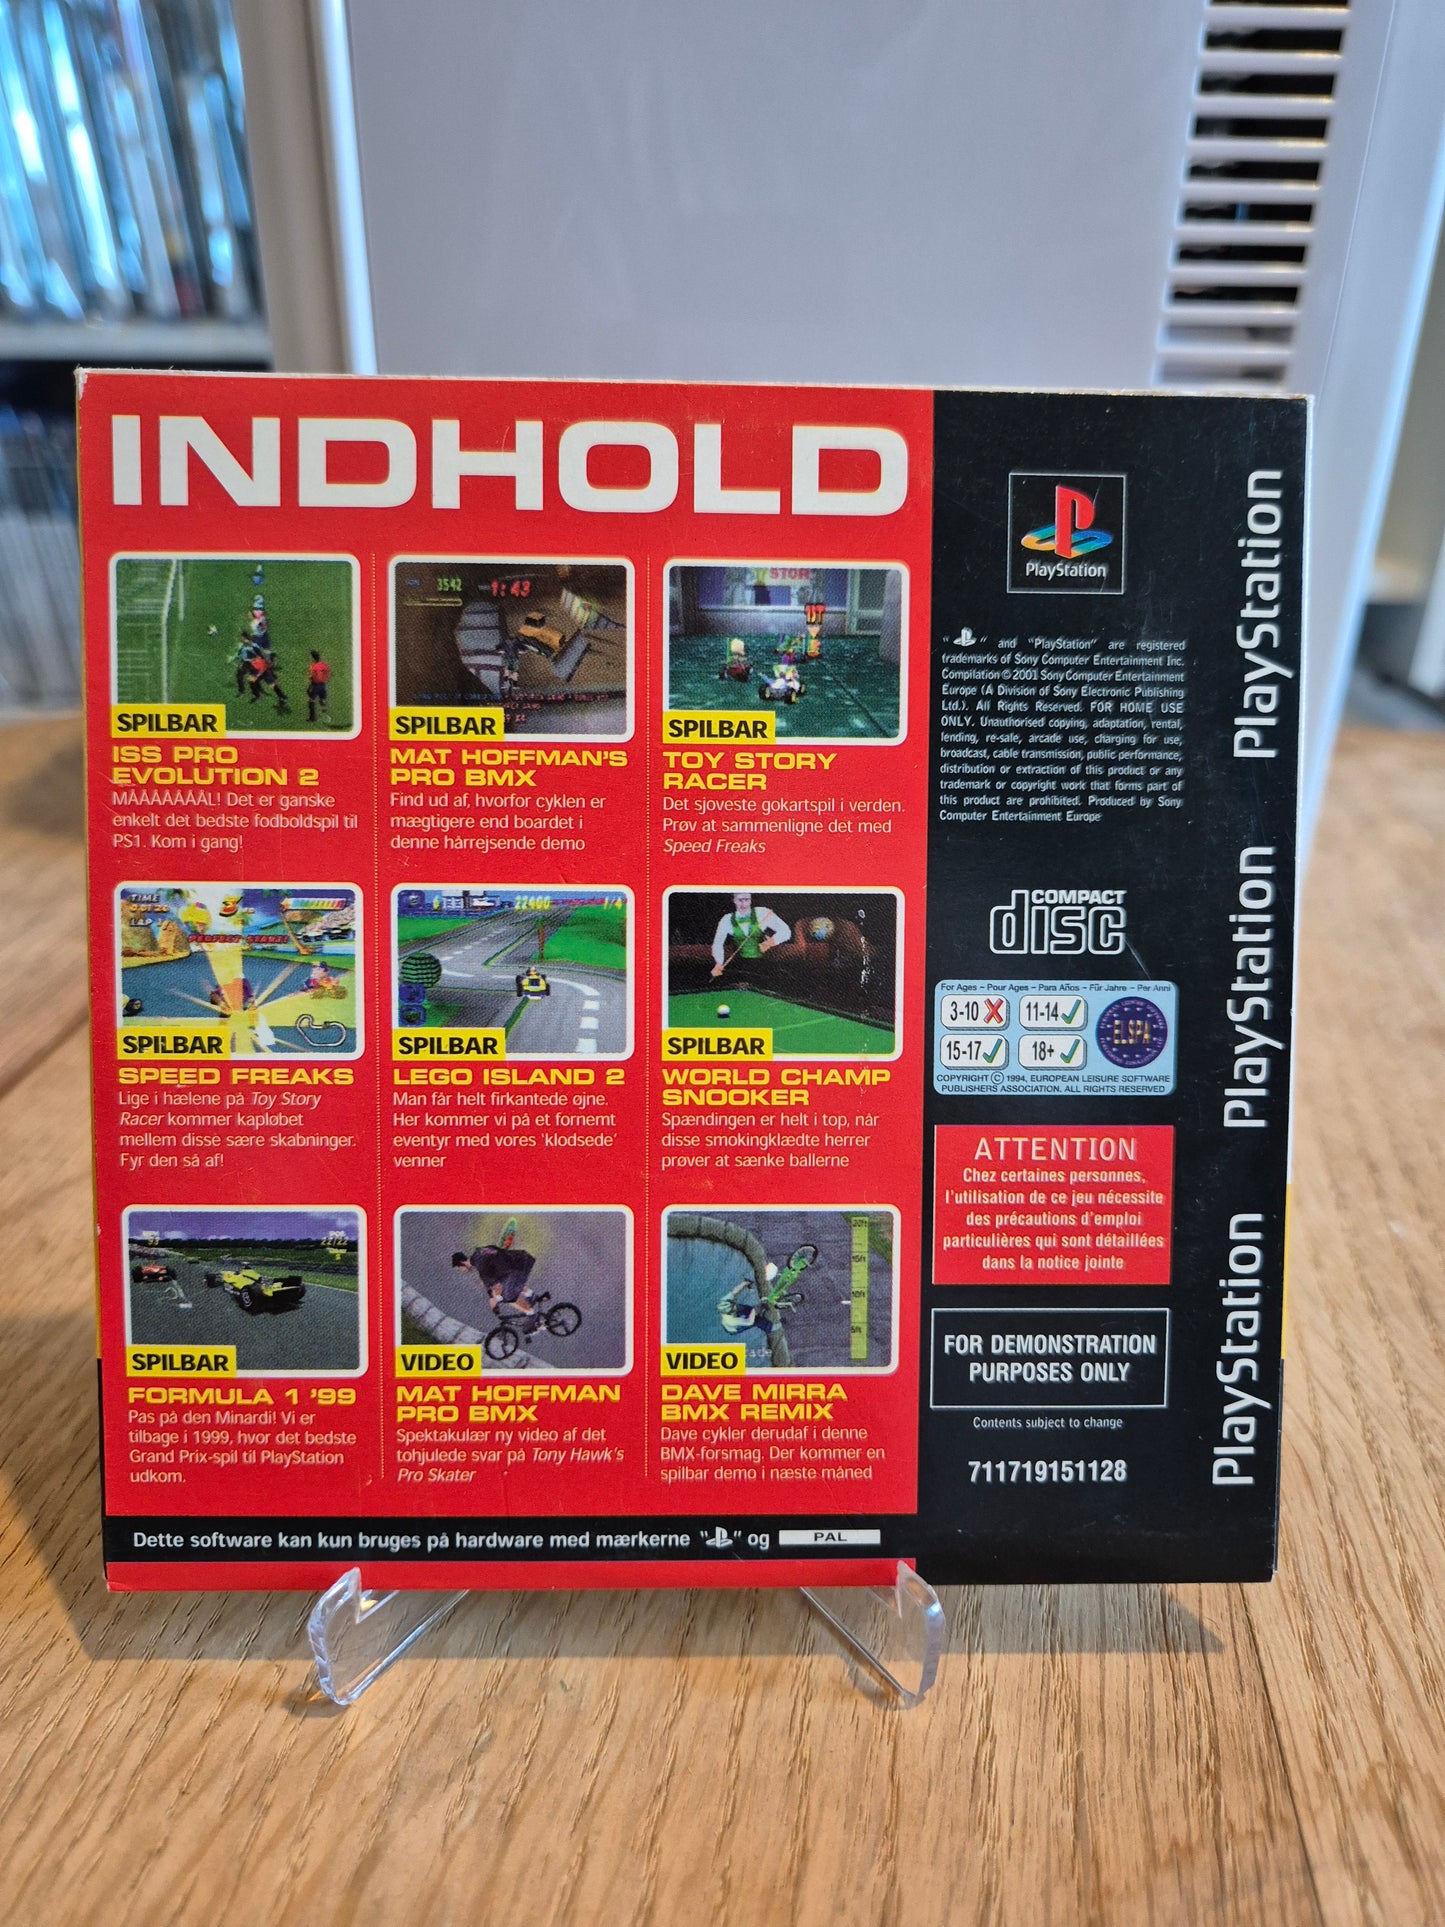 INDHOLD
SPILBAR
ISS PRO
EVOLUTION 2
MÅÅÅÅÅÅÅL! Det er ganske
enkelt det bedste fodboldspil til
PS1. Kom i gang!
3542
1:43
SPILBAR
MAT HOFFMAN'S
PRO BMX
Find ud af, hvorfor cyklen er
mægtigere end boardet i
denne hårrejsende demo
SPILBAR
TOY STORY
RACER
Det sjoveste gokartspil i verden.
Prøv at sammenligne det med
Speed Freaks
TIME
LAP
PERFECT START!
SPILBAR
SPEED FREAKS
Lige i hælene på Toy Story
Racer kommer kapløbet
mellem disse sære skabninger.
Fyr den så af!
22400
1/4
SPILBAR
LEGO ISLAND 2
Man får helt firkantede øjne.
Her kommer vi på et fornemt
eventyr med vores 'klodsede'
venner
SPILBAR
WORLD CHAMP
SNOOKER
Spændingen er helt i top, når
disse smokingklædte herrer
prøver at sænke ballerne
22/22
SPILBAR
FORMULA 1 '99
Pas på den Minardi! Vi er
tilbage i 1999, hvor det bedste
Grand Prix-spil til PlayStation
udkom.
VIDEO
MAT HOFFMAN
PRO BMX
Spektakulær ny video af det
tohjulede svar på Tony Hawk's
Pro Skater
20ft
15ft
10ft
5ft
VIDEO
DAVE MIRRA
BMX REMIX
Dave cykler derudaf i denne
BMX-forsmag. Der kommer en
spilbar demo i næste måned
Dette software kan kun bruges på hardware med mærkerne " " og PAL
PlayStation
" " and "PlayStation" are registered
trademarks of Sony Computer Entertainment Inc.
Compilation © 2001 Sony Computer Entertainment
Europe (A Division of Sony Electronic Publishing
Ltd.). All Rights Reserved. FOR HOME USE
ONLY. Unauthorised copying, adaptation, rental,
lending, re-sale, arcade use, charging for use,
broadcast, cable transmission, public performance,
distribution or extraction of this product or any
trademark or copyright work that forms part of
this product are prohibited. Produced by Sony
Computer Entertainment Europe
COMPACT
disc
For Ages - Pour Ages - Para Años - Für Jahre - Per Anni
3-10 11-14
15-17 18+
ELSPA
COPYRIGHT © 1994, EUROPEAN LEISURE SOFTWARE
PUBLISHERS ASSOCIATION. ALL RIGHTS RESERVED
ATTENTION
Chez certaines personnes,
l'utilisation de ce jeu nécessite
des précautions d'emploi
particulières qui sont détaillées
dans la notice jointe
FOR DEMONSTRATION
PURPOSES ONLY
Contents subject to change
711719151128
PlayStation
PlayStation
PlayStation